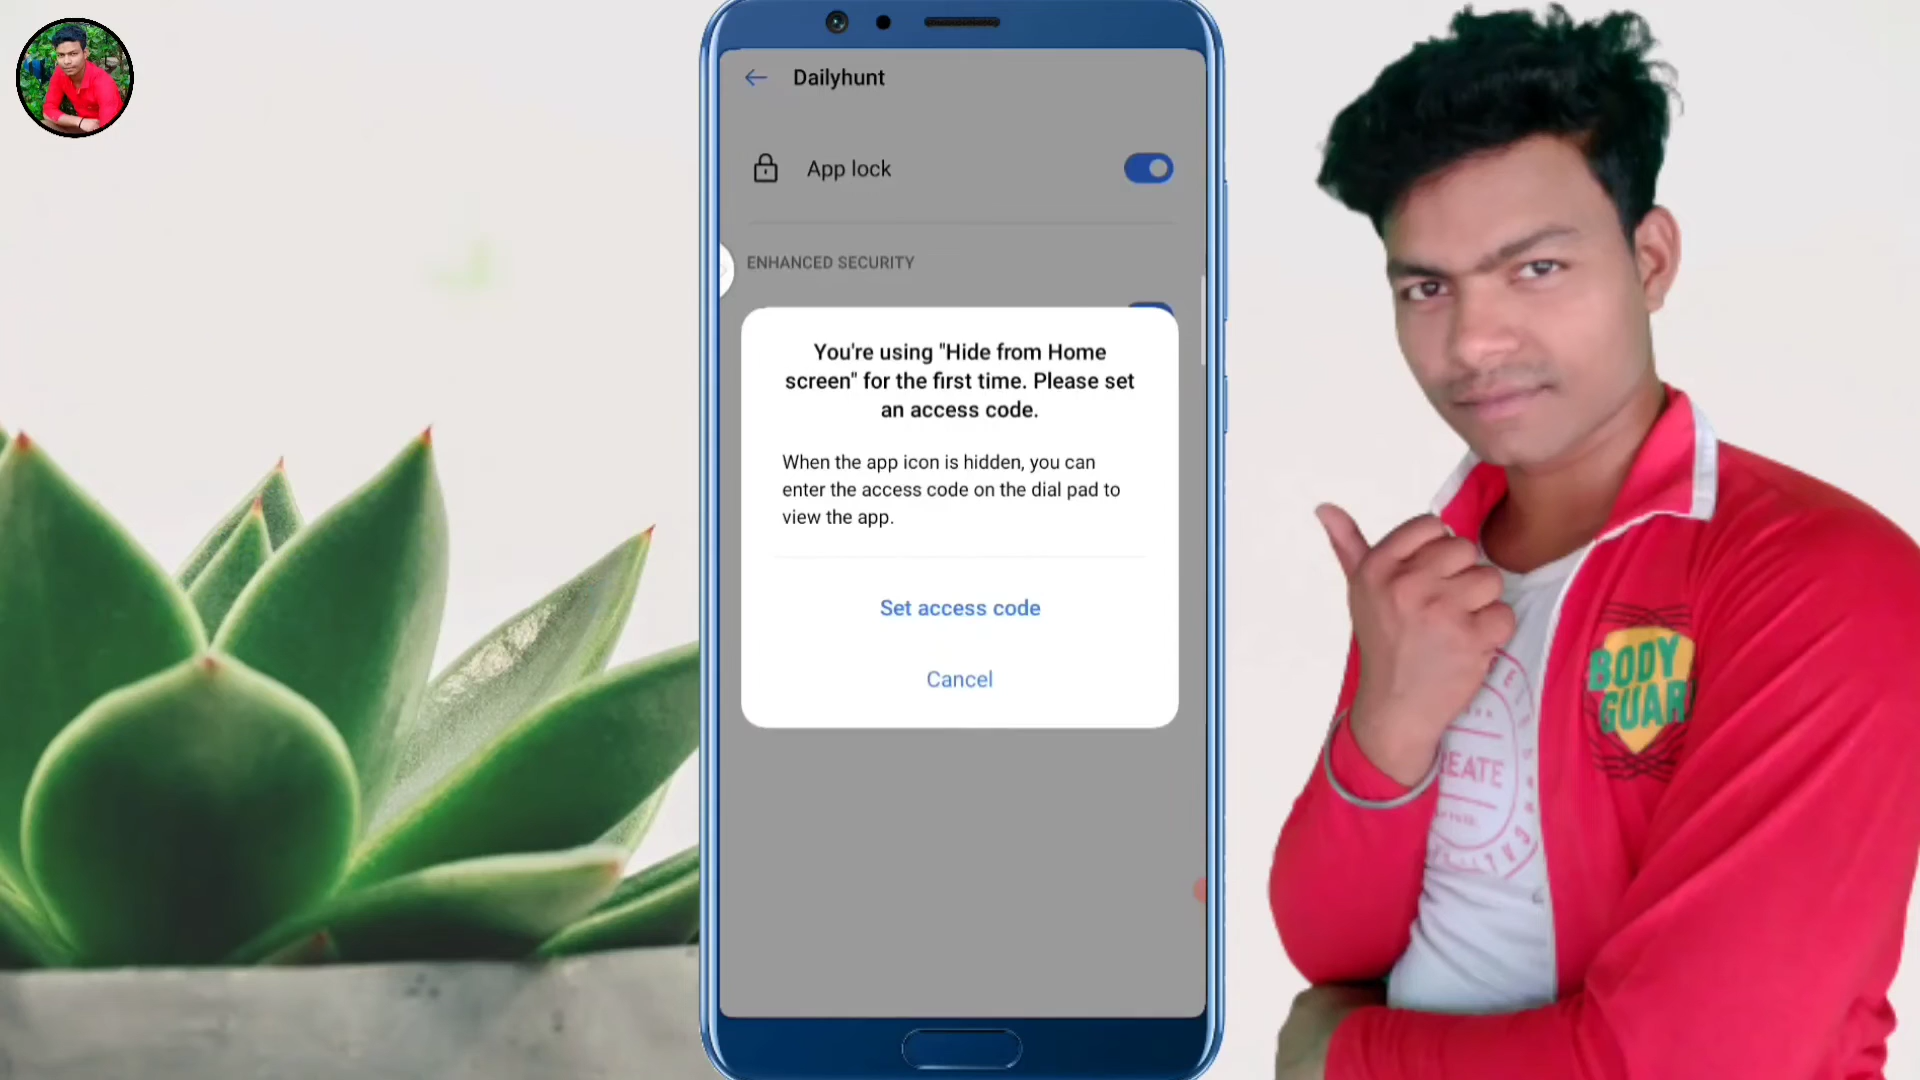 Dailyhunt
App lock
ENHANCED SECURITY
You're using "Hide from Home
screen" for the first time. Please set
an access code.
When the app icon is hidden, you can
enter the access code on the dial pad to
view the app.
Set access code
Cancel
BODY
GUAR
REATE